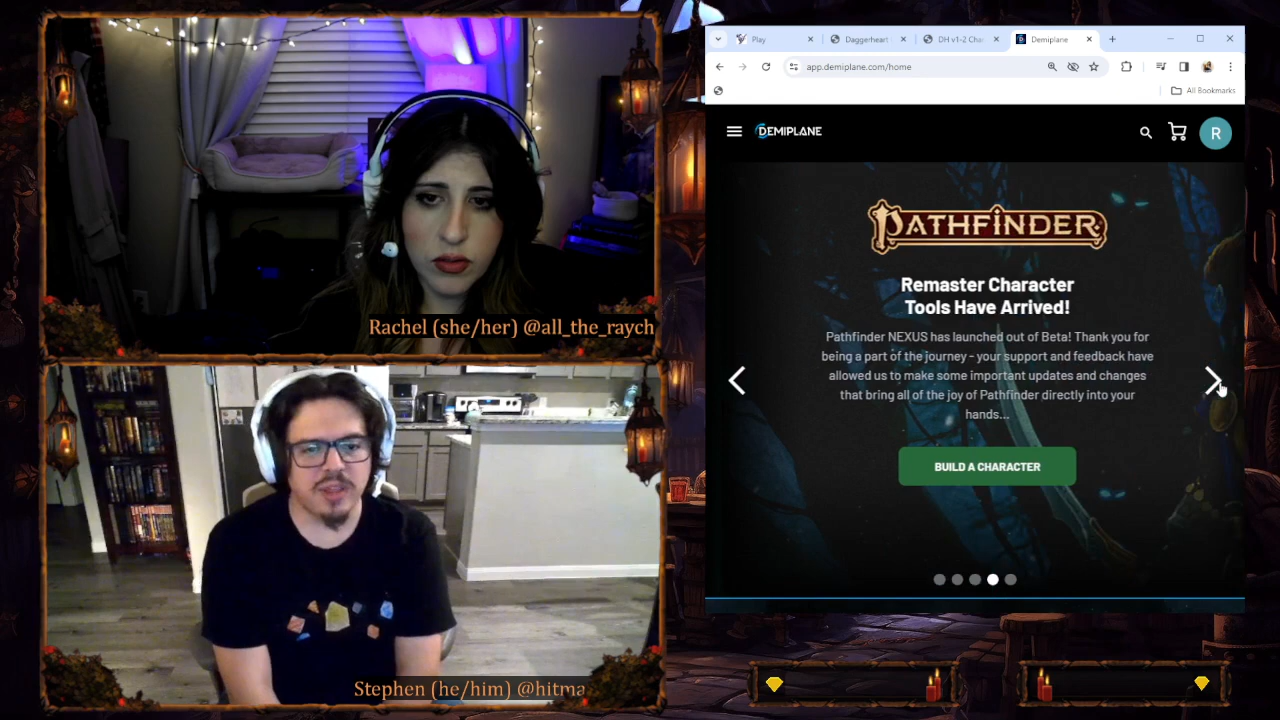 Rachel (she/her) @all_the_raych
Stephen (he/him) @hitma
Play
Daggerheart
DH v1-2 Cha
Demiplane
app.demiplane.com/home
All Bookmarks
DEMIPLANE
R
PATHFINDER
Remaster Character
Tools Have Arrived!
Pathfinder NEXUS has launched out of Beta! Thank you for
being a part of the journey - your support and feedback have
allowed us to make some important updates and changes
that bring all of the joy of Pathfinder directly into your
hands...
BUILD A CHARACTER